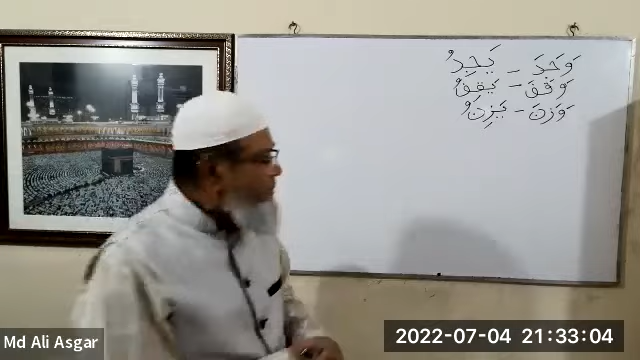 وَجَدَ - يَجِدُ
وَقَفَ - يَقِفُ
وَزَنَ - يَزِنُ
Md Ali Asgar
2022-07-04 21:33:04